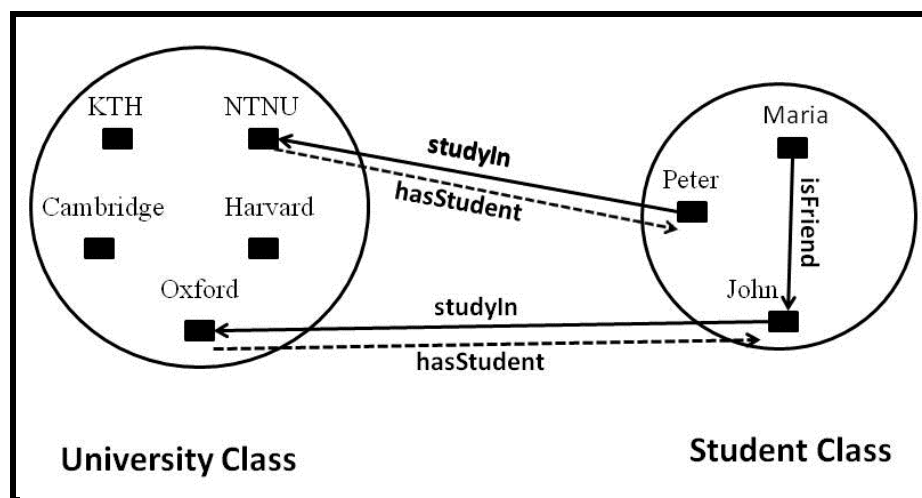 KTH NTNU
Maria
studyIn
Peter
hasStudent
Cambridge Harvard
isFriend
Oxford
John
studyIn
hasStudent
University Class
Student Class